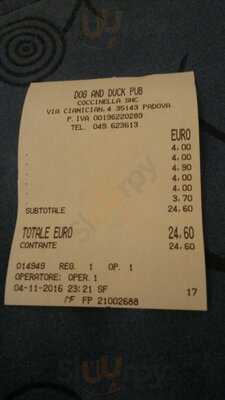 DOG AND DUCK PUB
COCCINELLA SNC
VIA CIAMICIAN,4 35143 PADOVA
P.IVA 00196220289
TEL. 049.623613
EURO
. 4,00
. 4,00
. 4,90
. 4,00
. 4,00
. 3,70
SUBTOTALE 24,60
TOTALE EURO 24,60
CONTANTE 24,60
014949 REG. 1 OP. 1
OPERATORE: OPER.1
04-11-2016 23:21 SF 17
MF FP 21002688